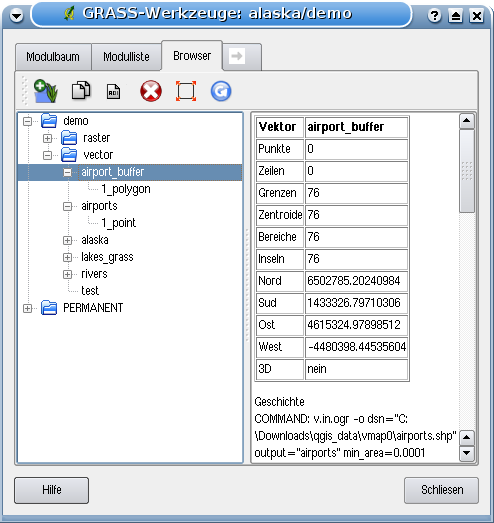 GRASS-Werkzeuge: alaska/demo
Modulbaum Modulliste Browser
demo
raster
vector
airport_buffer
1_polygon
airports
1_point
alaska
lakes_grass
rivers
test
PERMANENT
Vektor airport_buffer
Punkte 0
Zeilen 0
Grenzen 76
Zentroide 76
Bereiche 76
Inseln 76
Nord 6502785.20240984
Sud 1433326.79710306
Ost 4615324.97898512
West -4480398.44535604
3D nein
Geschichte
COMMAND: v.in.ogr -o dsn="C:
\Downloads\qgis_data\vmap0\airports.shp"
output="airports" min_area=0.0001
Hilfe Schliesen